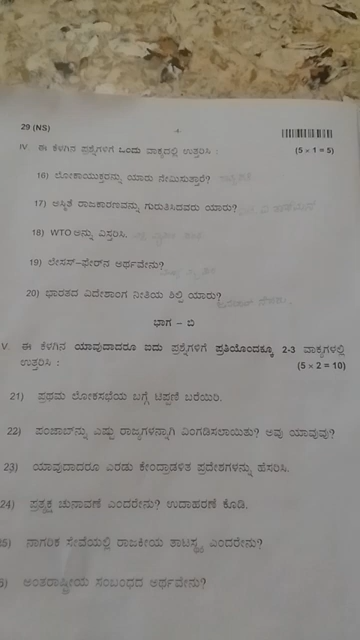 29 (NS)
-4-
IV. ಈ ಕೆಳಗಿನ ಪ್ರಶ್ನೆಗಳಿಗೆ ಒಂದು ವಾಕ್ಯದಲ್ಲಿ ಉತ್ತರಿಸಿ : (5 x 1 = 5)
16) ಲೋಕಾಯುಕ್ತರನ್ನು ಯಾರು ನೇಮಿಸುತ್ತಾರೆ?
17) ಅಸ್ಮಿತೆ ರಾಜಕಾರಣವನ್ನು ಗುರುತಿಸಿದವರು ಯಾರು?
18) WTO ಅನ್ನು ವಿಸ್ತರಿಸಿ.
19) ಲೇಸಸ್-ಫೇರ್‌ನ ಅರ್ಥವೇನು?
20) ಭಾರತದ ವಿದೇಶಾಂಗ ನೀತಿಯ ಶಿಲ್ಪಿ ಯಾರು?
ಭಾಗ – ಬಿ
V. ಈ ಕೆಳಗಿನ ಯಾವುದಾದರೂ ಐದು ಪ್ರಶ್ನೆಗಳಿಗೆ ಪ್ರತಿಯೊಂದಕ್ಕೂ 2-3 ವಾಕ್ಯಗಳಲ್ಲಿ
ಉತ್ತರಿಸಿ : (5 x 2 = 10)
21) ಪ್ರಥಮ ಲೋಕಸಭೆಯ ಬಗ್ಗೆ ಟಿಪ್ಪಣಿ ಬರೆಯಿರಿ.
22) ಪಂಜಾಬ್‌ನ್ನು ಎಷ್ಟು ರಾಜ್ಯಗಳನ್ನಾಗಿ ವಿಂಗಡಿಸಲಾಯಿತು? ಅವು ಯಾವುವು?
23) ಯಾವುದಾದರೂ ಎರಡು ಕೇಂದ್ರಾಡಳಿತ ಪ್ರದೇಶಗಳನ್ನು ಹೆಸರಿಸಿ.
24) ಪ್ರತ್ಯಕ್ಷ ಚುನಾವಣೆ ಎಂದರೇನು? ಉದಾಹರಣೆ ಕೊಡಿ.
5) ನಾಗರಿಕ ಸೇವೆಯಲ್ಲಿ ರಾಜಕೀಯ ತಾಟಸ್ಥ್ಯ ಎಂದರೇನು?
) ಅಂತರಾಷ್ಟ್ರೀಯ ಸಂಬಂಧದ ಅರ್ಥವೇನು?